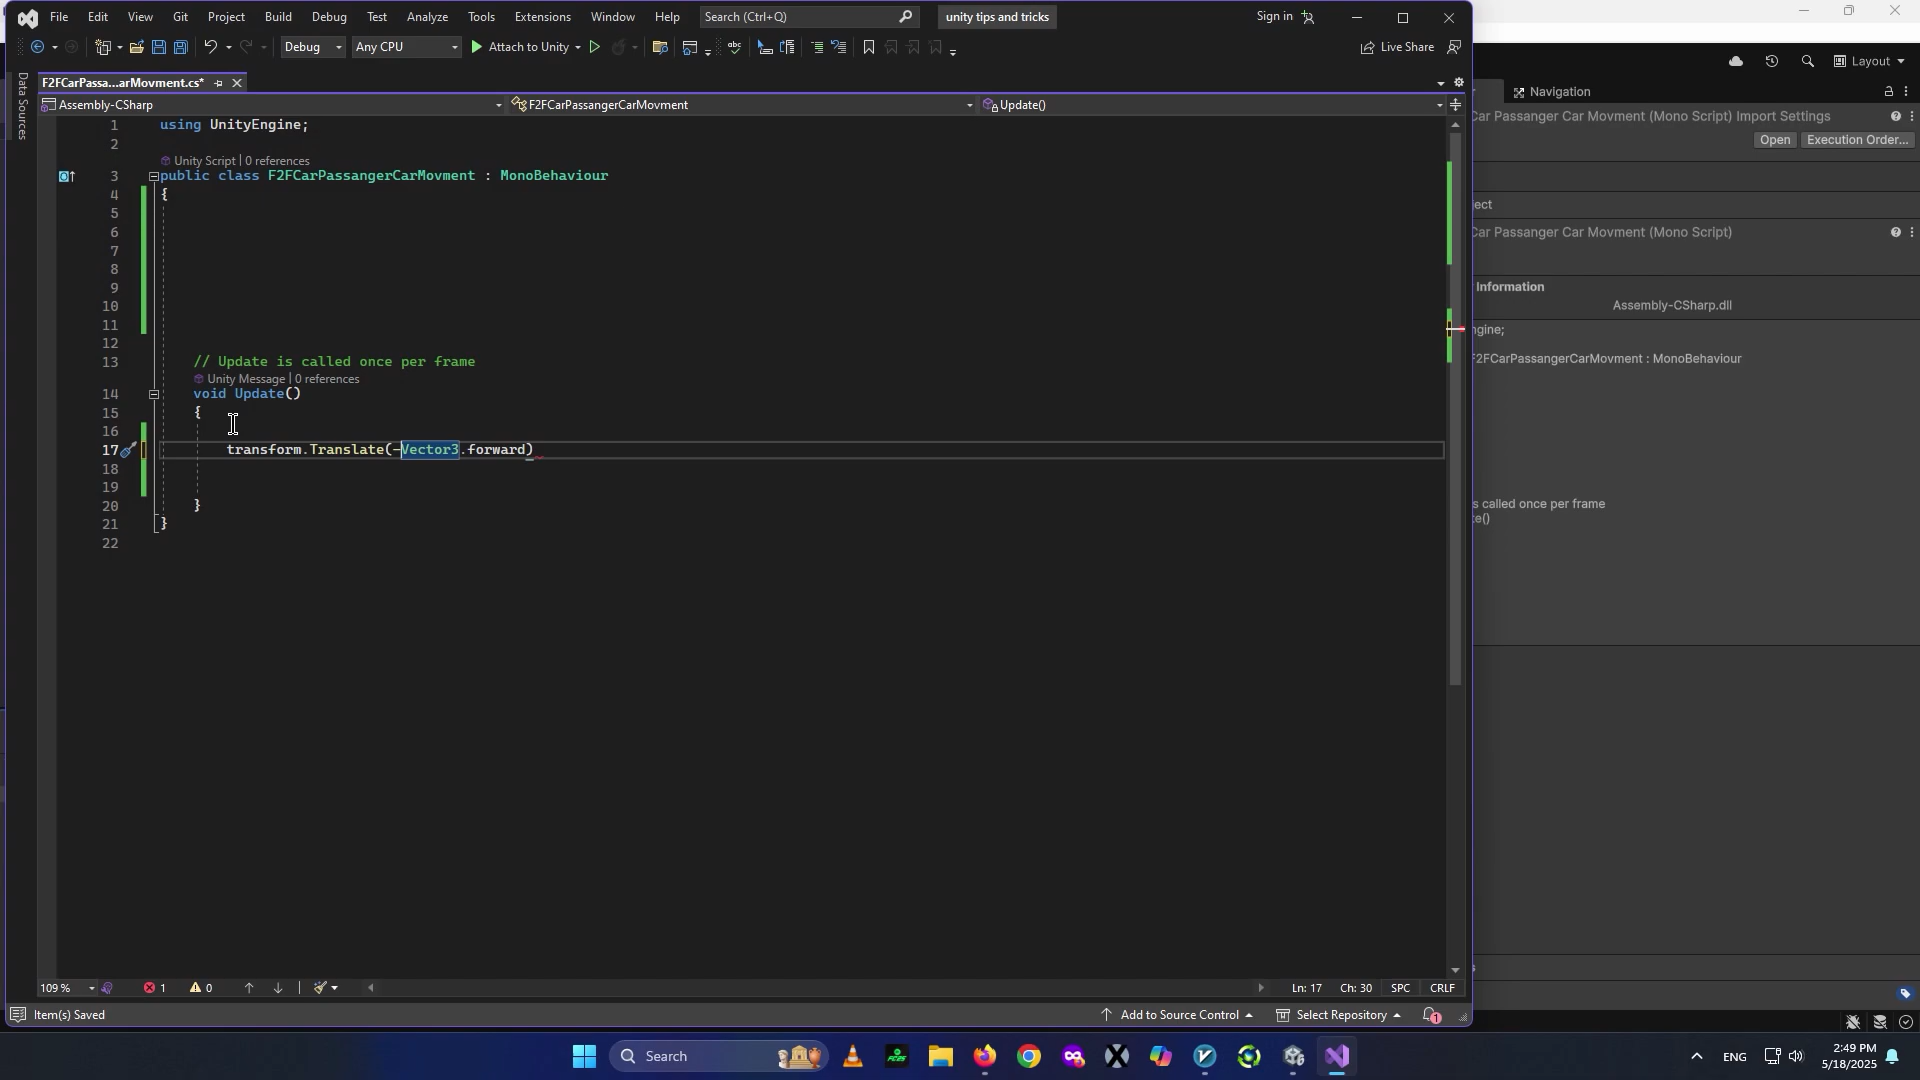 File Edit View Git Project Build Debug Test Analyze Tools Extensions Window Help Search (Ctrl+Q) unity tips and tricks Sign in
Debug Any CPU Attach to Unity Live Share
Layout
Data Sources
F2FCarPassa...arMovment.cs*
Navigation
Assembly-CSharp F2FCarPassangerCarMovment Update()
Car Passanger Car Movment (Mono Script) Import Settings
Open Execution Order...
1 using UnityEngine;
2
Unity Script | 0 references
3 public class F2FCarPassangerCarMovment : MonoBehaviour
4 {
5
6
7
8
9
10
11
12
13 // Update is called once per frame
Unity Message | 0 references
14 void Update()
15 {
16
17 transform.Translate(-Vector3.forward)
18
19
20 }
21 }
22
ect
Car Passanger Car Movment (Mono Script)
Information
Assembly-CSharp.dll
ngine;
F2FCarPassangerCarMovment : MonoBehaviour
s called once per frame
te()
109 % 1 0 Ln: 17 Ch: 30 SPC CRLF
Item(s) Saved Add to Source Control Select Repository 1
Search
FC25
ENG
2:49 PM
5/18/2025